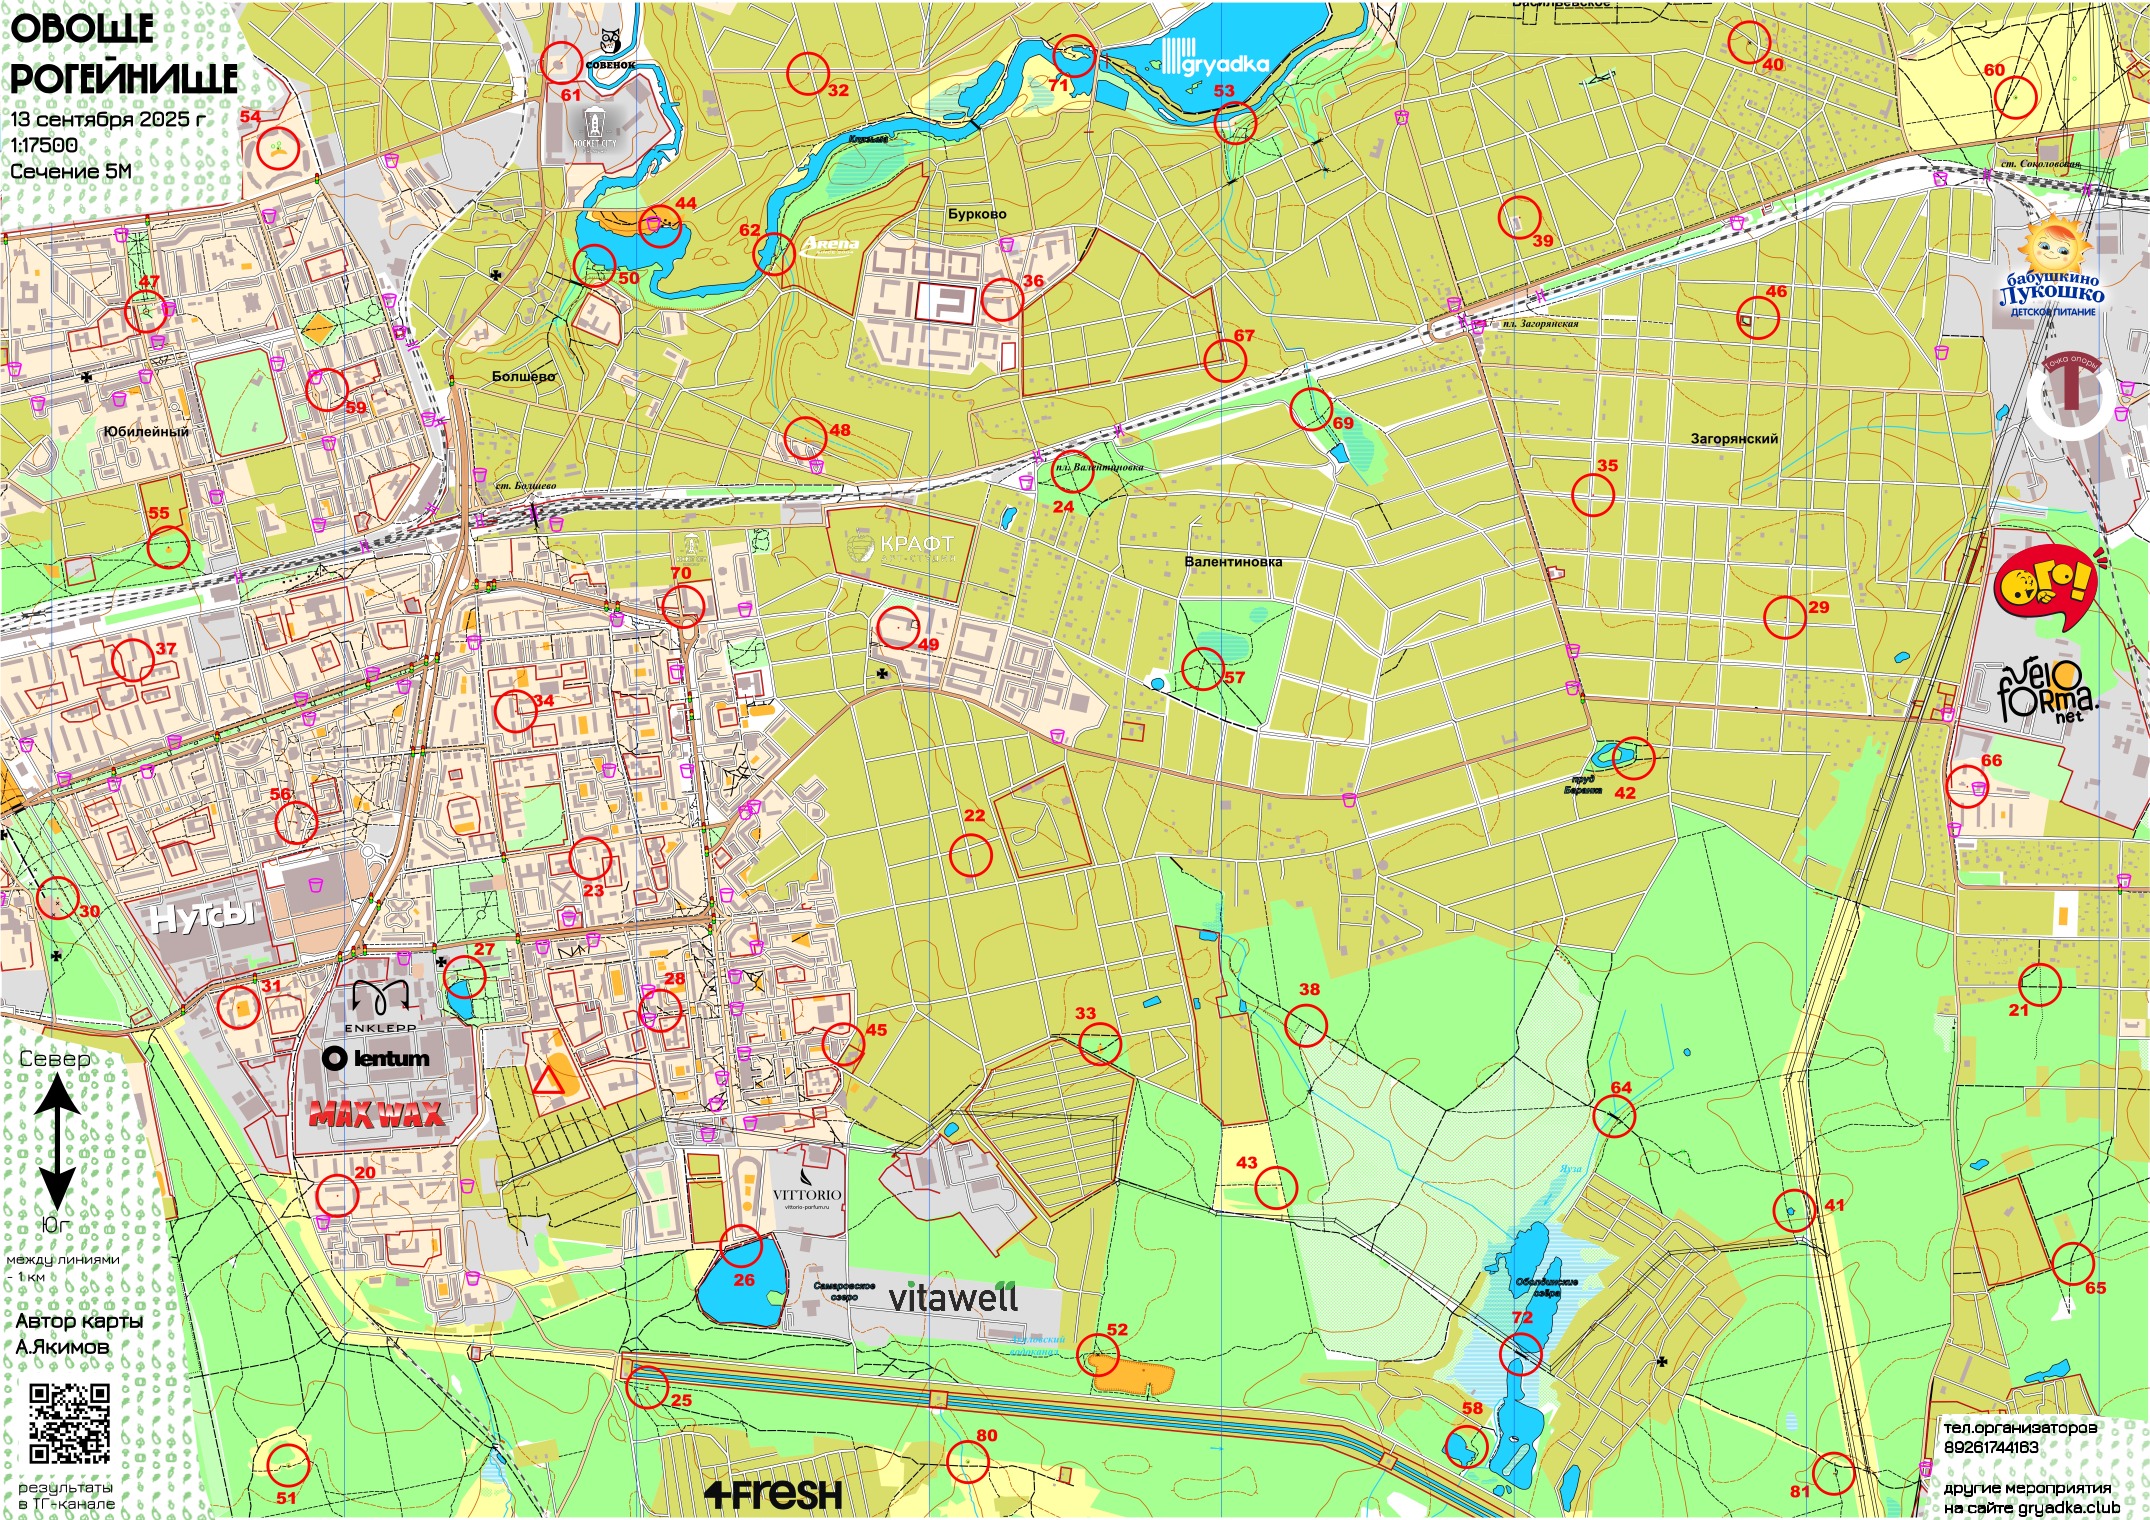 ОВОЩЕ
РОГЕЙНИЩЕ
13 сентября 2025 г
1:17500
Сечение 5М
54
61
СОВЕНОК
ROCKET CITY
32
71
gryadka
53
Васильевское
40
60
ст. Соколовская
Клязьма
44
50
62
Arena
Бурково
36
39
46
бабушкино
Лукошко
ДЕТСКОЕ ПИТАНИЕ
47
59
Юбилейный
Болшево
48
67
пл. Загорянская
Точка опоры
69
пл. Валентиновка
24
35
Загорянский
ст. Болшево
55
КРАФТ
Валентиновка
ОГО!
70
49
29
37
34
57
velo
forma.
net
56
22
пруд
Баранка
42
66
23
30
Нутсы
27
31
28
ENKLEPP
lentum
MAX WAX
45
33
38
21
64
Север
Юг
20
43
41
Яуза
VITTORIO
vittorio-parfum.ru
между линиями
- 1 км
26
Самаровское
озеро
vitawell
Оболдинские
озёра
65
Автор карты
А.Якимов
52
72
25
результаты
в ТГ-канале
51
4FRESH
80
58
81
тел.организаторов
89261744163
другие мероприятия
на сайте gryadka.club